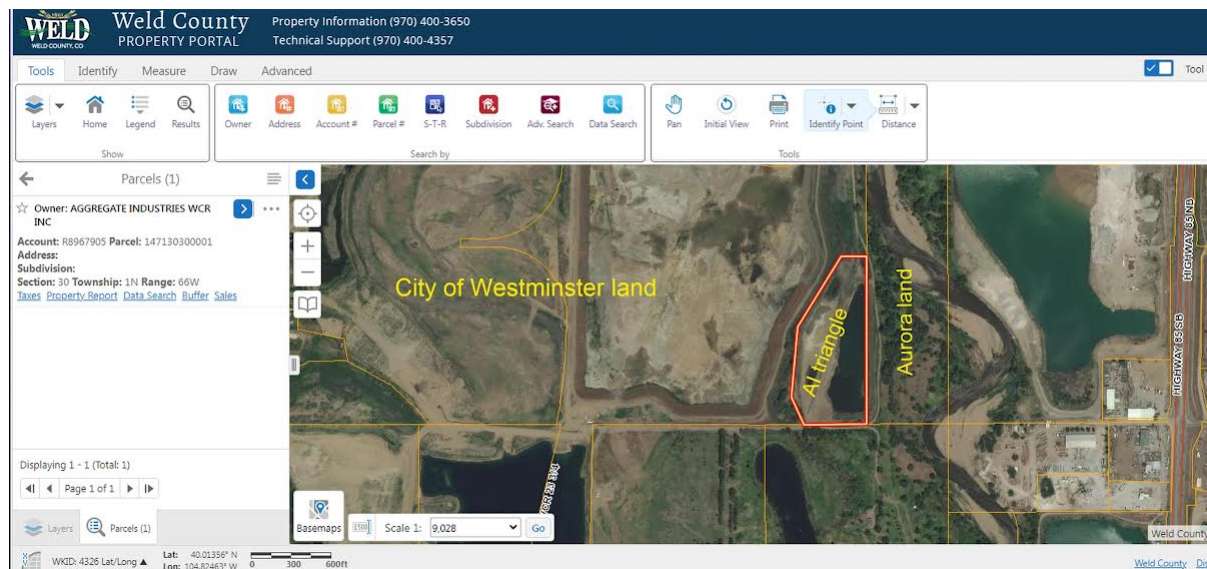 WELD
WELD COUNTY, CO
Weld County
PROPERTY PORTAL
Property Information (970) 400-3650
Technical Support (970) 400-4357
Tools Identify Measure Draw Advanced
Tool
Layers Home Legend Results
Show
Owner Address Account # Parcel # S-T-R Subdivision Adv. Search Data Search
Search by
Pan Initial View Print Identify Point Distance
Tools
Parcels (1)
Owner: AGGREGATE INDUSTRIES WCR
INC
Account: R8967905 Parcel: 147130300001
Address:
Subdivision:
Section: 30 Township: 1N Range: 66W
Taxes Property Report Data Search Buffer Sales
City of Westminster land
AI triangle
Aurora land
HIGHWAY 85 NB
HIGHWAY 85 SB
WCR 23 3/4
Displaying 1 - 1 (Total: 1)
Page 1 of 1
Layers Parcels (1)
Basemaps
Scale 1: 9,028 Go
Weld County
WKID: 4326 Lat/Long ▲
Lat: 40.01356° N
Lon: 104.82463° W
0 300 600ft
Weld County Dis